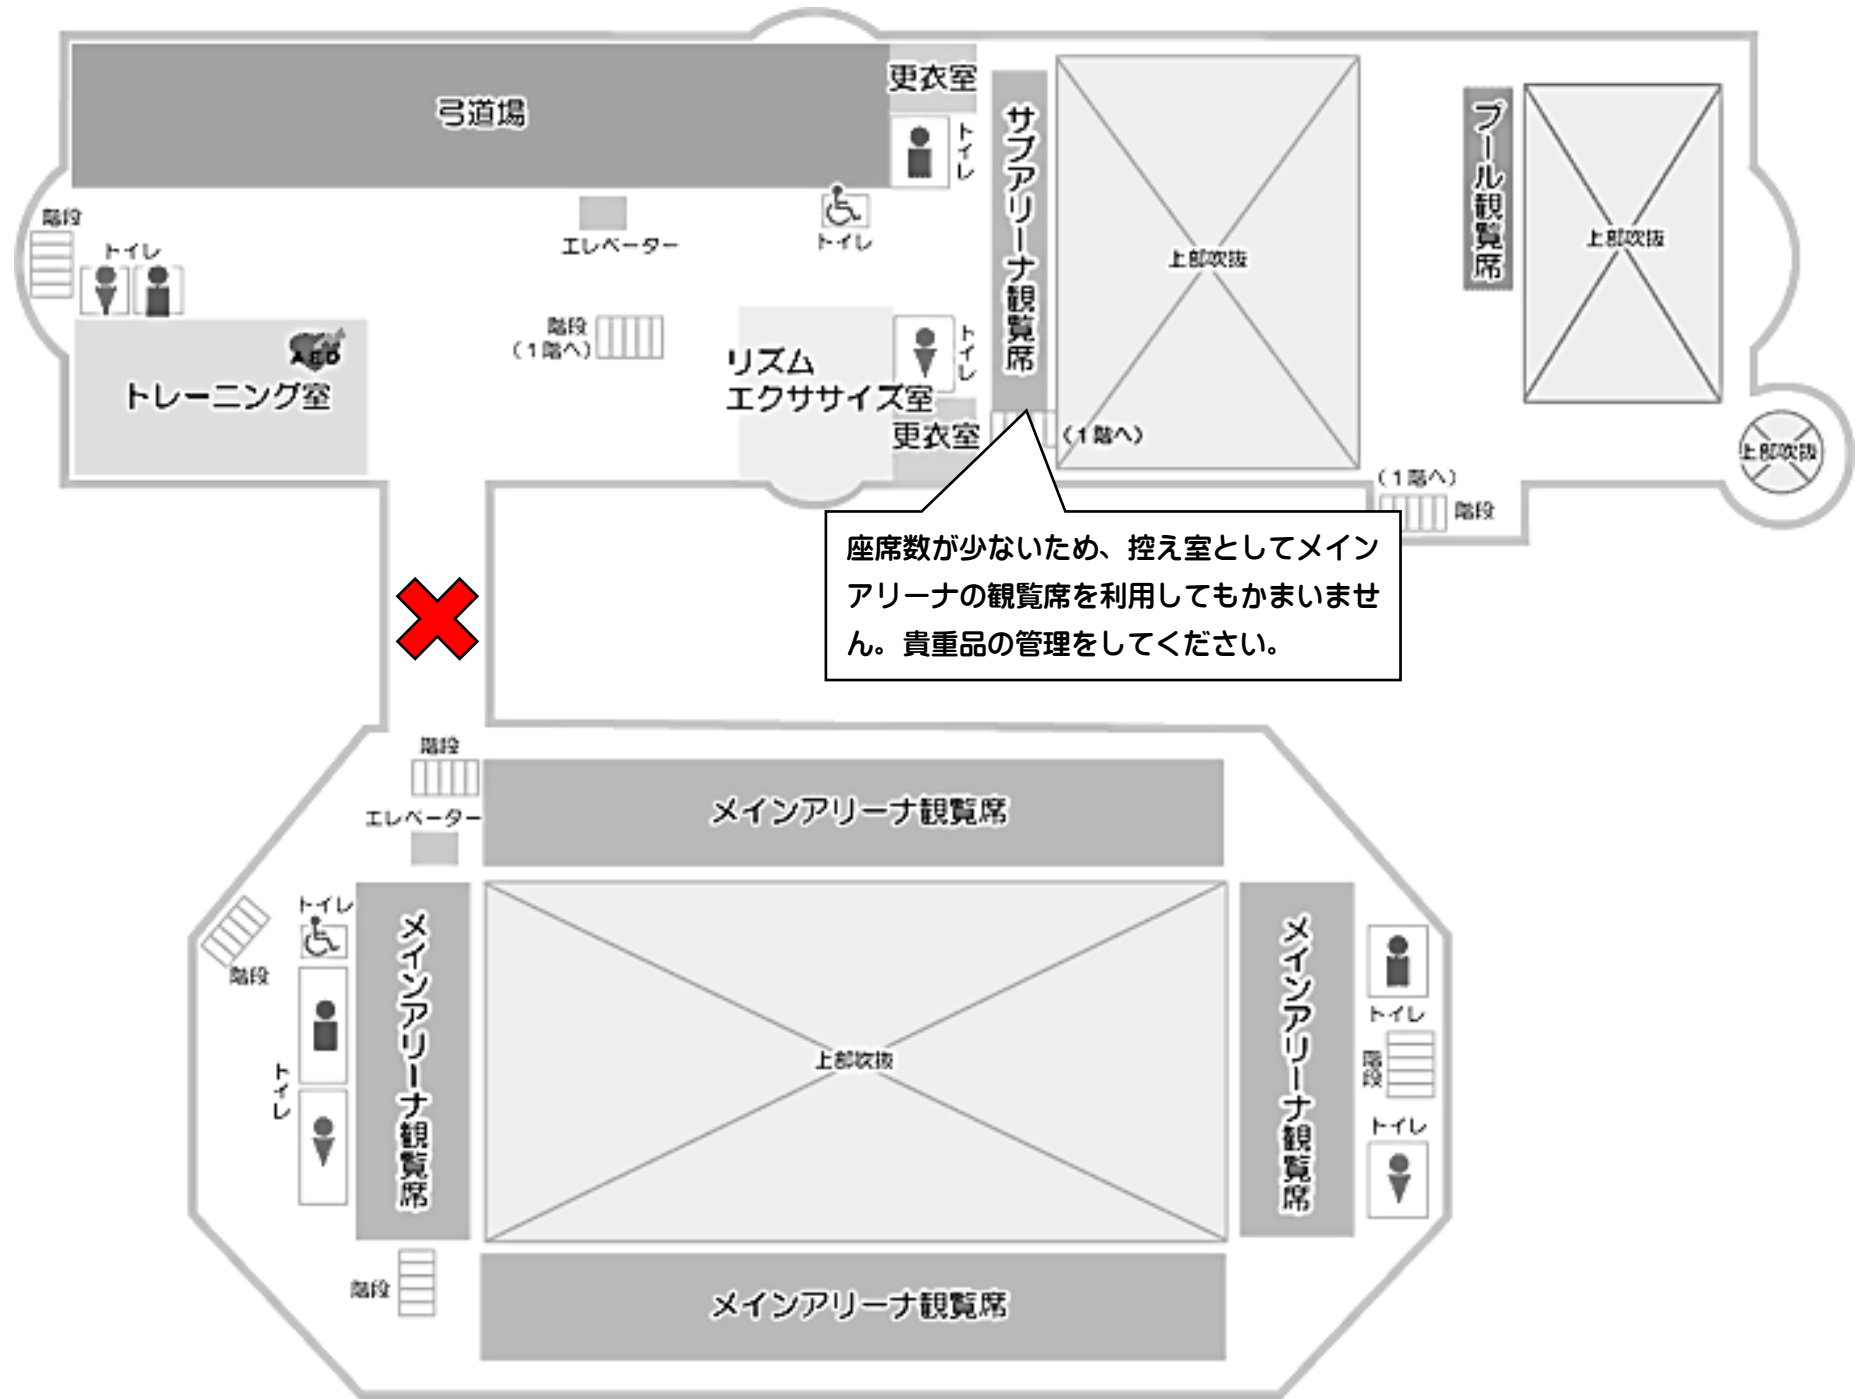 弓道場
更衣室
トイレ
サブアリーナ観覧席
上部吹抜
プール観覧席
上部吹抜
階段
トイレ
エレベーター
トイレ
AED
トレーニング室
階段
(1階へ)
リズム
エクササイズ室
トイレ
更衣室
(1階へ)
上部吹抜
(1階へ)
階段
座席数が少ないため、控え室としてメイン
アリーナの観覧席を利用してもかまいませ
ん。貴重品の管理をしてください。
階段
エレベーター
メインアリーナ観覧席
トイレ
階段
トイレ
メインアリーナ観覧席
上部吹抜
メインアリーナ観覧席
トイレ
階段
トイレ
階段
メインアリーナ観覧席